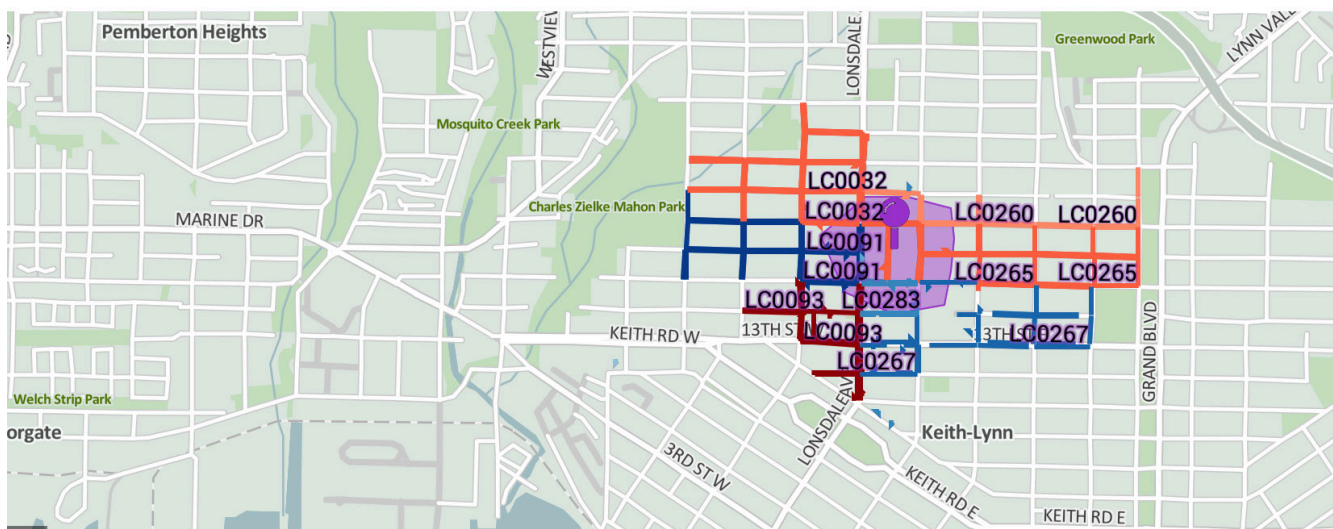 Pemberton Heights
WESTVIEW
LONSDALE A
Greenwood Park
LYNN VALL
Mosquito Creek Park
LC0032
Charles Zielke Mahon Park
LC0032
LC0260
LC0260
MARINE DR
LC0091
LC0091
LC0265
LC0265
LC0093
LC0283
KEITH RD W
13TH ST
LC0093
3TH ST
LC0267
GRAND BLVD
LC0267
Welch Strip Park
LONSDALE AV
orgate
Keith-Lynn
3RD ST W
KEITH RD E
KEITH RD E